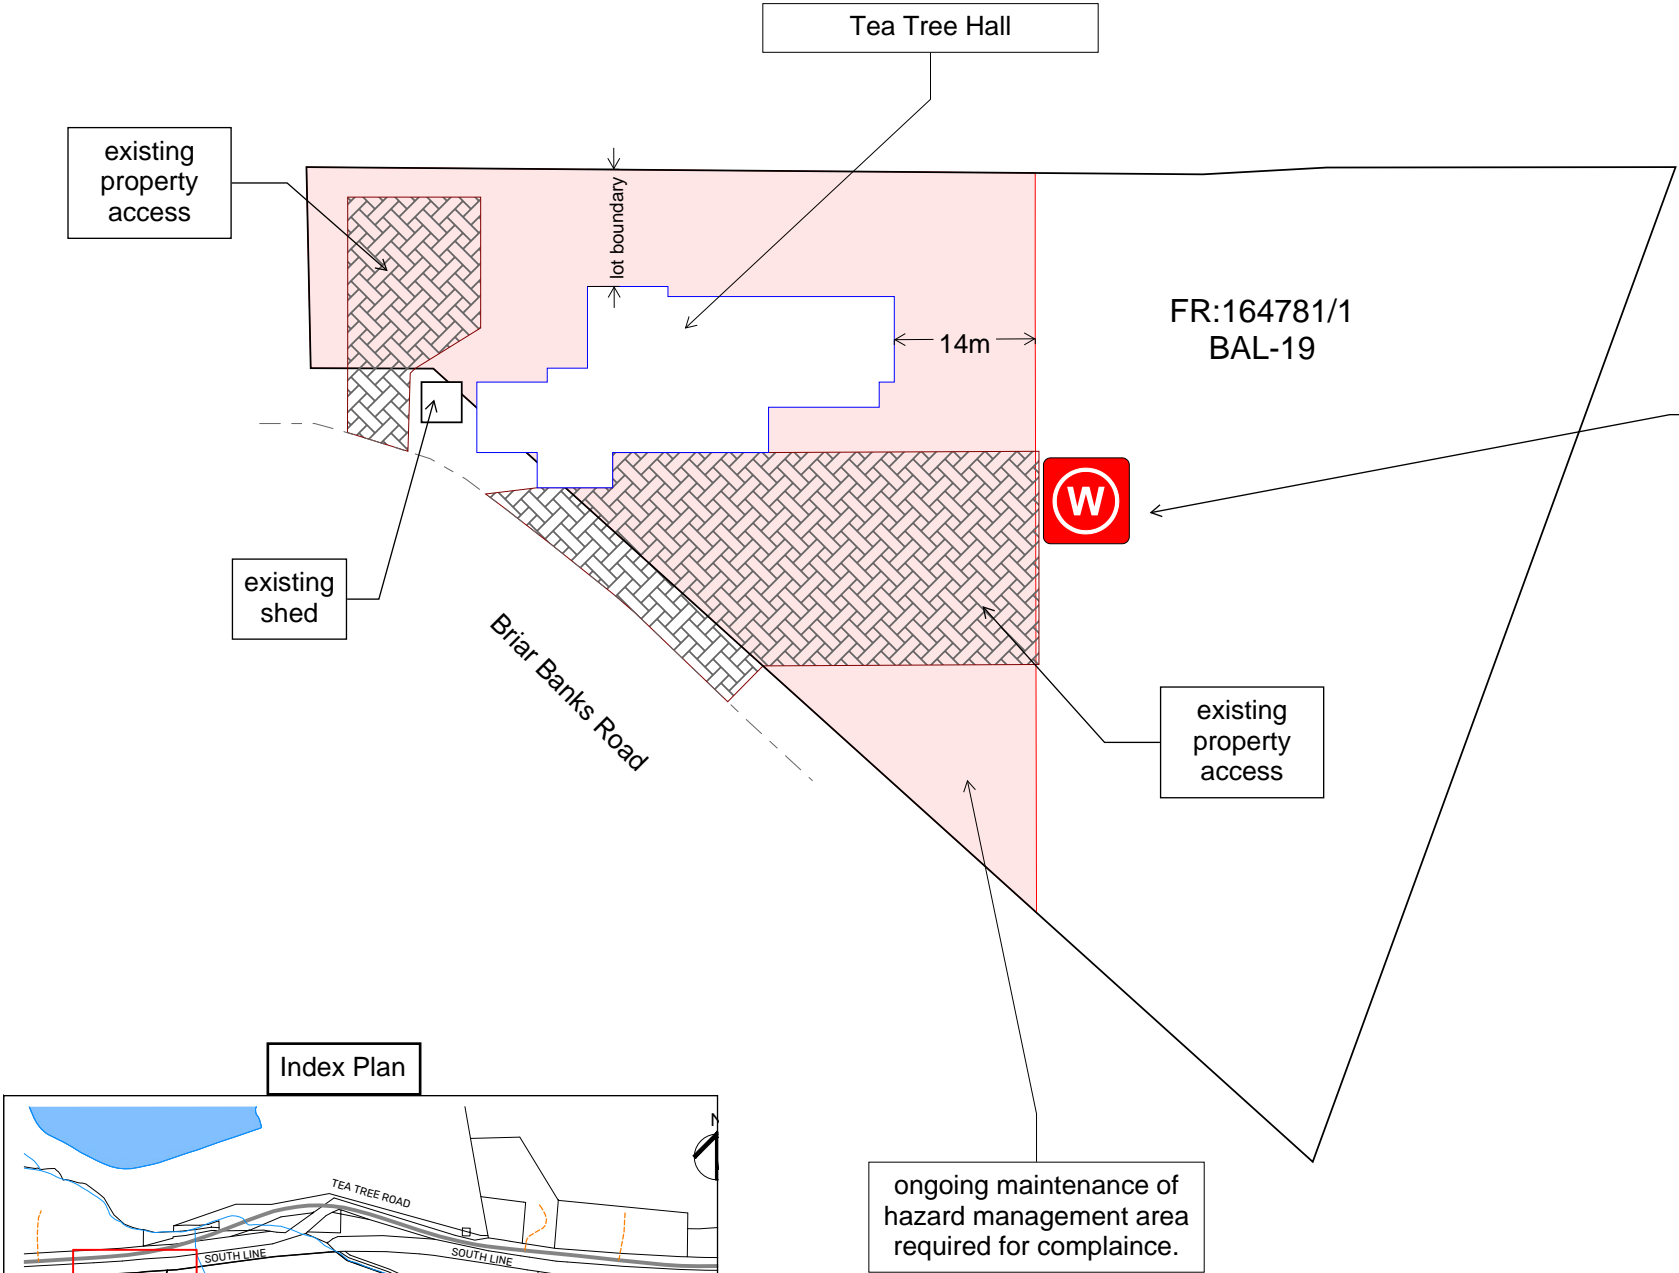 Tea Tree Hall
existing
property
access
lot boundary
14m
FR:164781/1
BAL-19
W
existing
shed
Briar Banks Road
existing
property
access
ongoing maintenance of
hazard management area
required for complaince.
Index Plan
N
TEA TREE ROAD
SOUTH LINE
SOUTH LINE